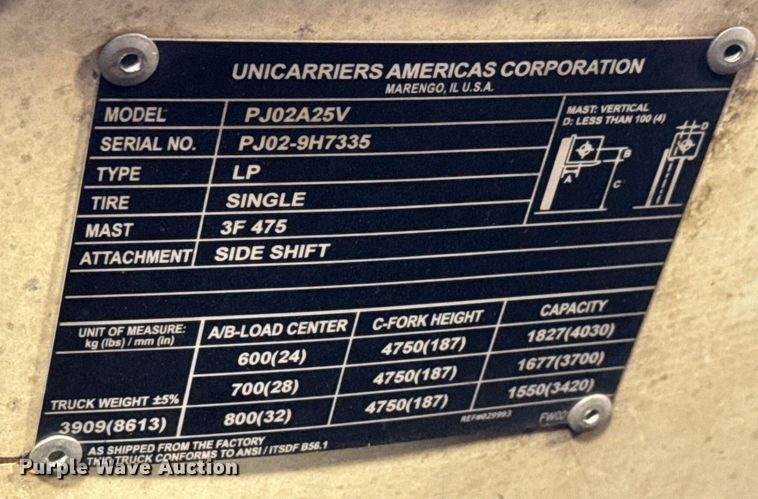 UNICARRIERS AMERICAS CORPORATION
MARENGO, IL U.S.A.
MODEL PJ02A25V
SERIAL NO. PJ02-9H7335
TYPE LP
TIRE SINGLE
MAST 3F 475
ATTACHMENT SIDE SHIFT
MAST: VERTICAL
D: LESS THAN 100 (4)
A
B
C
D
UNIT OF MEASURE: A/B-LOAD CENTER C-FORK HEIGHT CAPACITY
kg (lbs) / mm (in)
600(24) 4750(187) 1827(4030)
700(28) 4750(187) 1677(3700)
800(32) 4750(187) 1550(3420)
TRUCK WEIGHT ±5%
3909(8613)
REF#029993
AS SHIPPED FROM THE FACTORY
THIS TRUCK CONFORMS TO ANSI / ITSDF B56.1
Purple Wave Auction